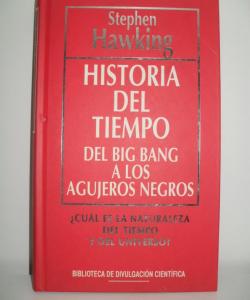 Stephen
Hawking
HISTORIA
DEL
TIEMPO
DEL BIG BANG
A LOS
AGUJEROS NEGROS
¿CUÁL ES LA NATURALEZA
DEL TIEMPO
Y DEL UNIVERSO?
BIBLIOTECA DE DIVULGACIÓN CIENTÍFICA